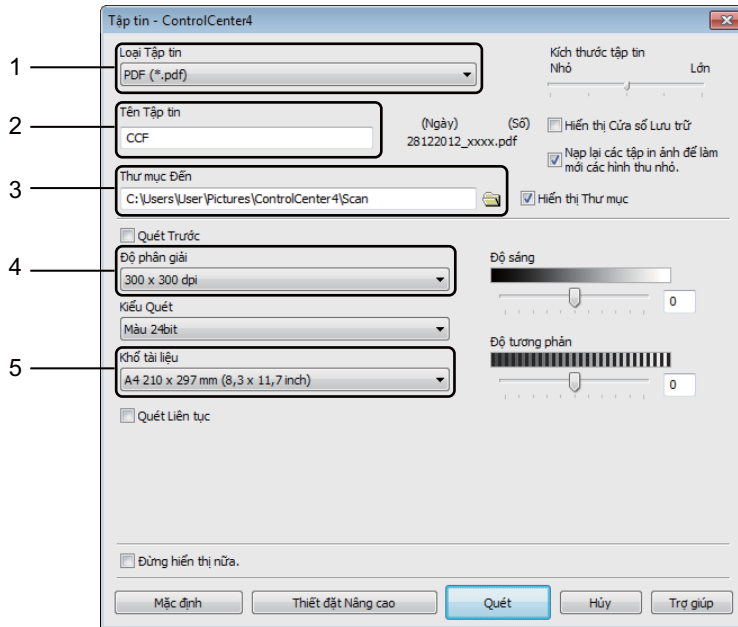 Tập tin - ControlCenter4
1
Loại Tập tin
PDF (*.pdf)
Kích thước tập tin
Nhỏ Lớn
2
Tên Tập tin
CCF
(Ngày) (Số)
28122012_xxxx.pdf
Hiển thị Cửa sổ Lưu trữ
Nạp lại các tập in ảnh để làm
mới các hình thu nhỏ.
3
Thư mục Đến
C:\Users\User\Pictures\ControlCenter4\Scan
Hiển thị Thư mục
Quét Trước
4
Độ phân giải
300 x 300 dpi
Độ sáng
0
Kiểu Quét
Màu 24bit
Độ tương phản
0
5
Khổ tài liệu
A4 210 x 297 mm (8,3 x 11,7 inch)
Quét Liên tục
Đừng hiển thị nữa.
Mặc định Thiết đặt Nâng cao Quét Hủy Trợ giúp